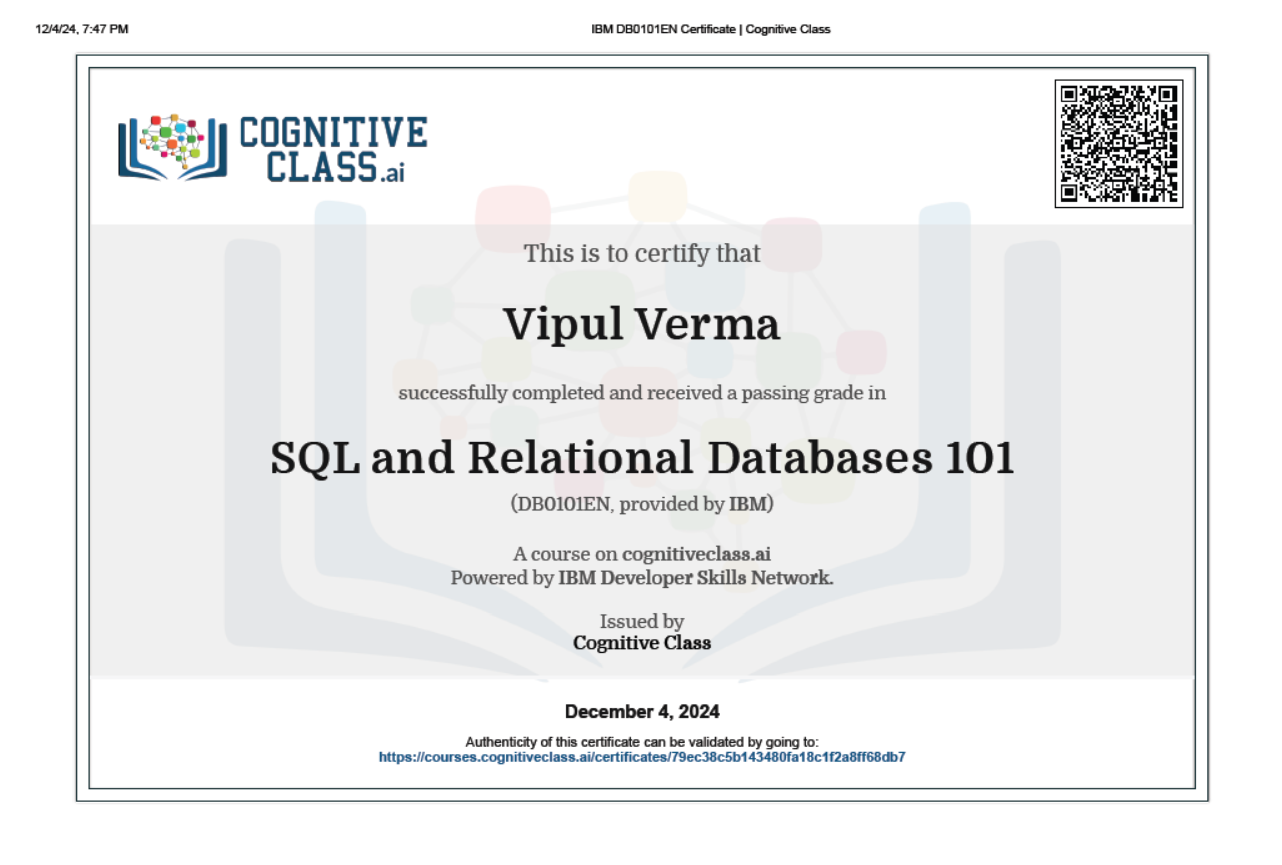 12/4/24, 7:47 PM
IBM DB0101EN Certificate | Cognitive Class
COGNITIVE
CLASS.ai
This is to certify that
Vipul Verma
successfully completed and received a passing grade in
SQL and Relational Databases 101
(DB0101EN, provided by IBM)
A course on cognitiveclass.ai
Powered by IBM Developer Skills Network.
Issued by
Cognitive Class
December 4, 2024
Authenticity of this certificate can be validated by going to:
https://courses.cognitiveclass.ai/certificates/79ec38c5b143480fa18c1f2a8ff68db7